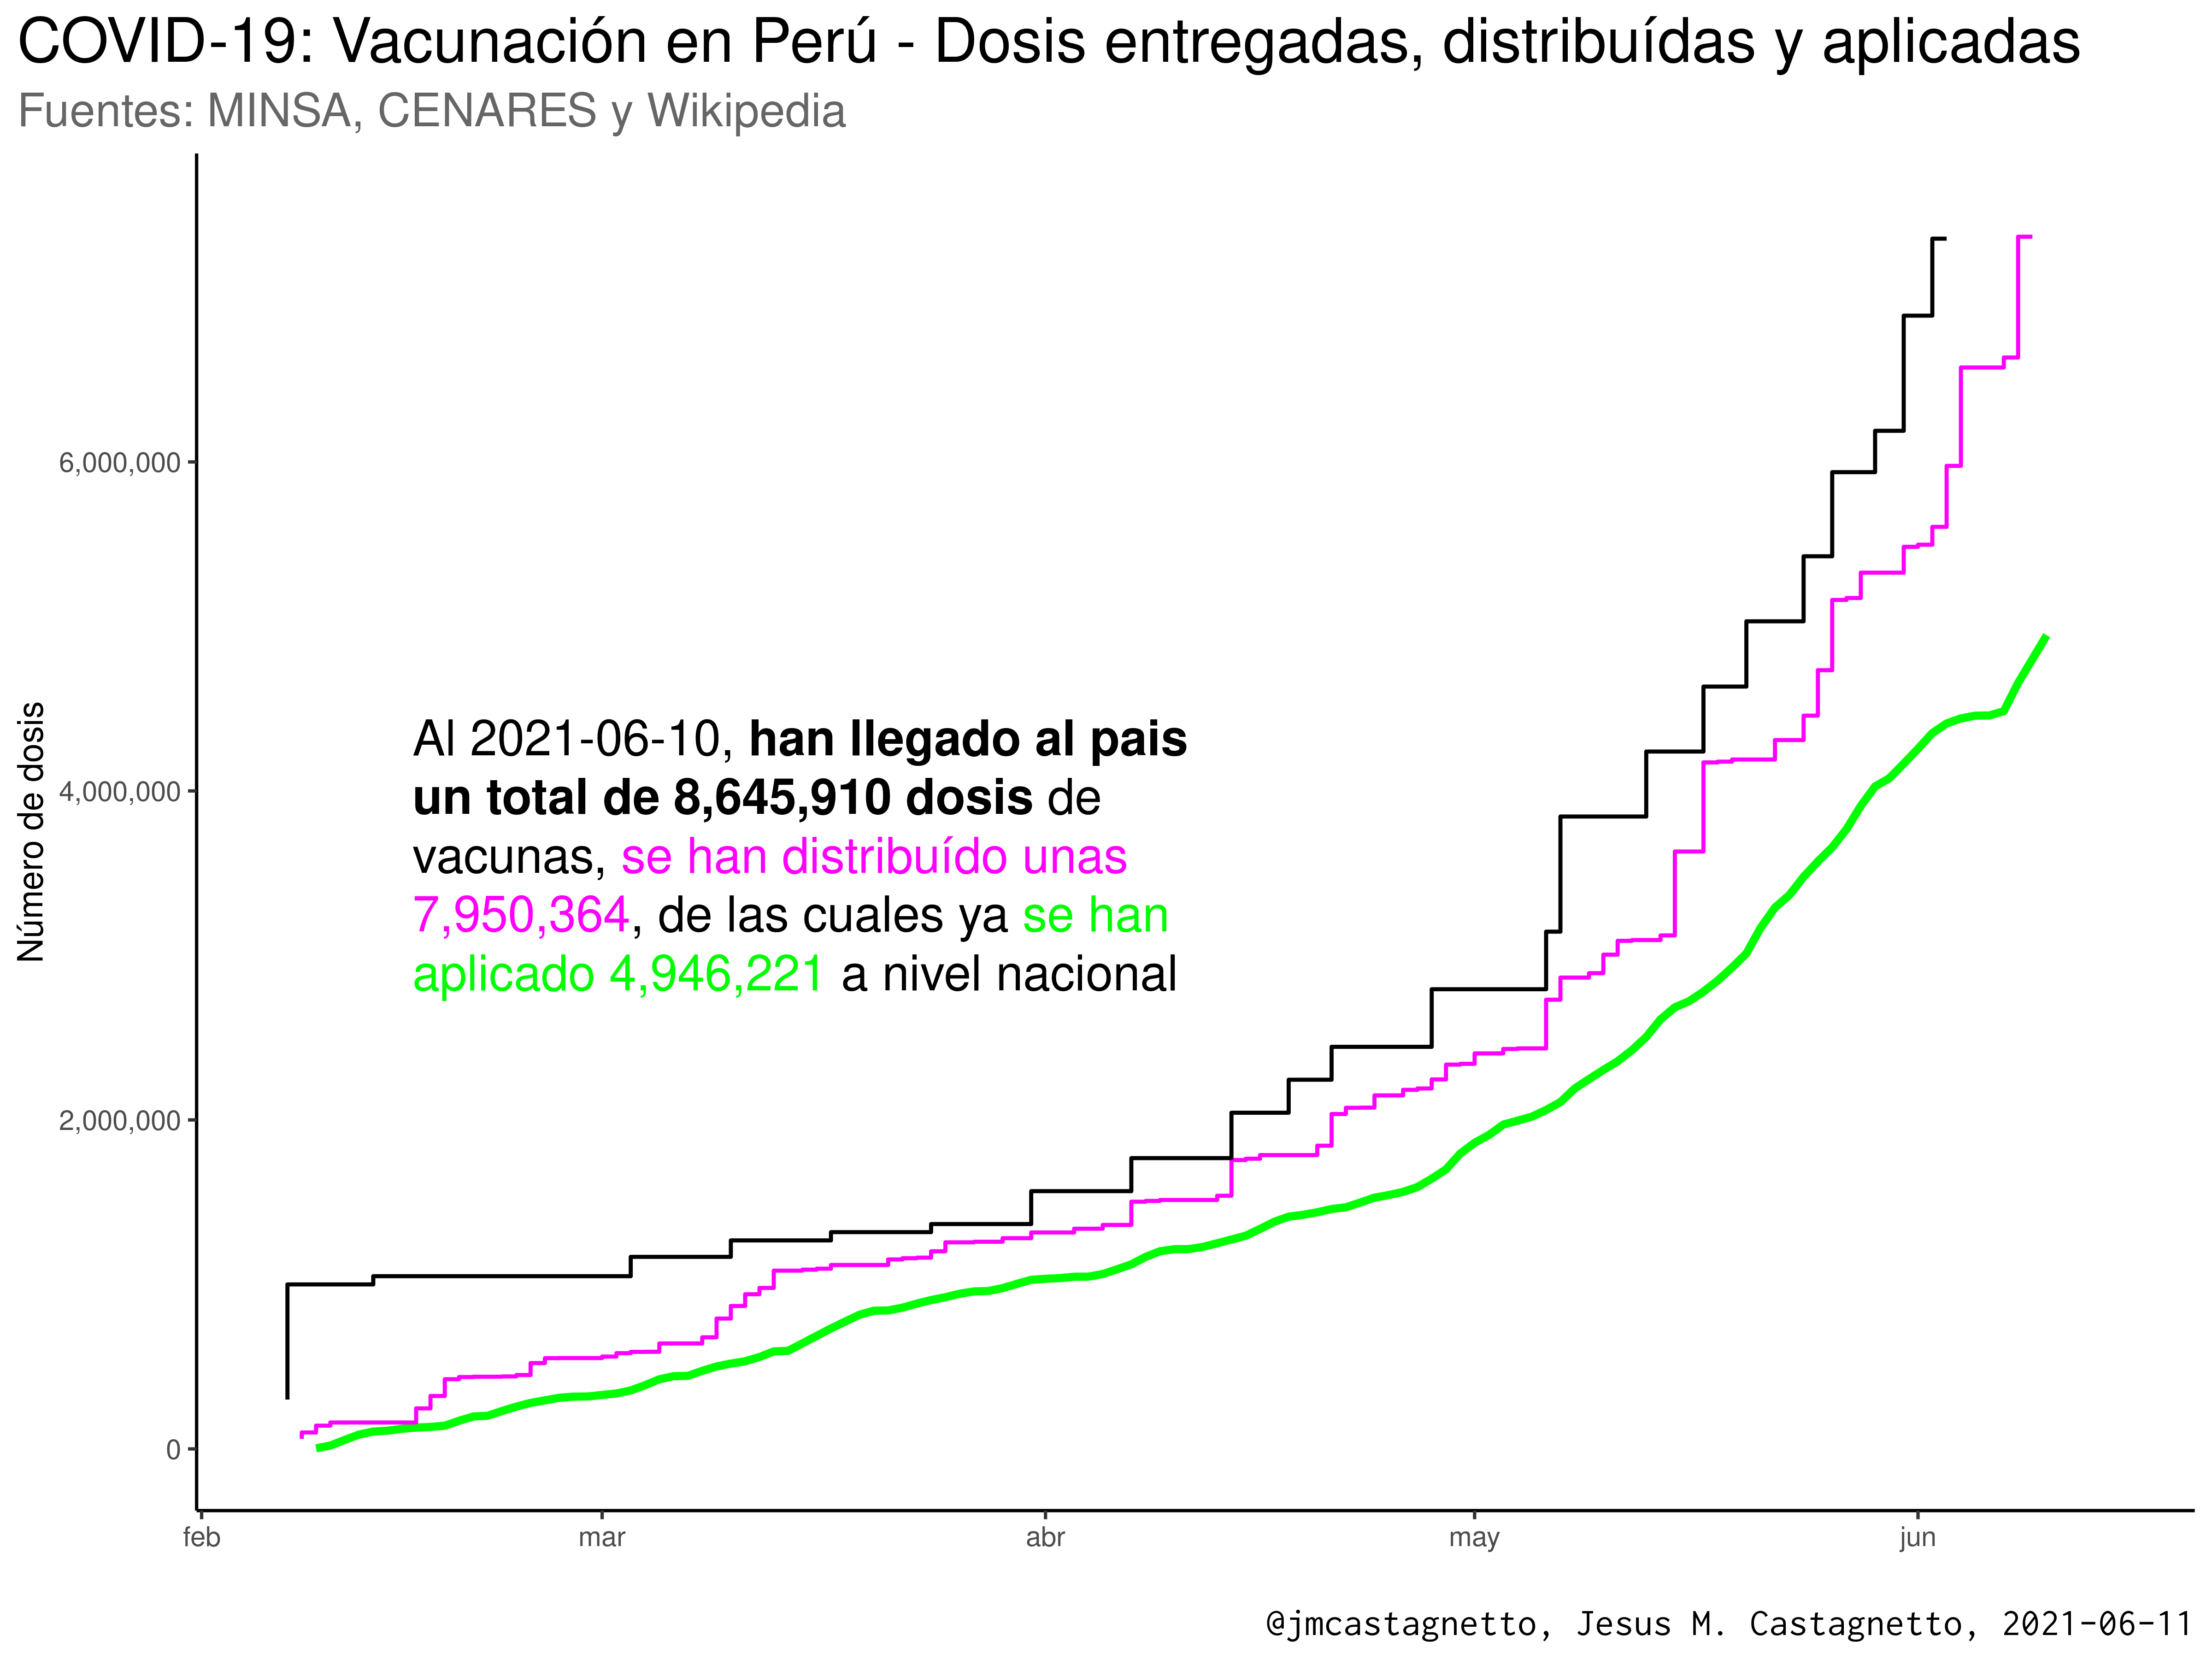 COVID-19: Vacunación en Perú - Dosis entregadas, distribuídas y aplicadas
Fuentes: MINSA, CENARES y Wikipedia
Número de dosis
6,000,000
4,000,000
2,000,000
0
Al 2021-06-10, han llegado al pais
un total de 8,645,910 dosis de
vacunas, se han distribuído unas
7,950,364, de las cuales ya se han
aplicado 4,946,221 a nivel nacional
feb
mar
abr
may
jun
@jmcastagnetto, Jesus M. Castagnetto, 2021-06-11